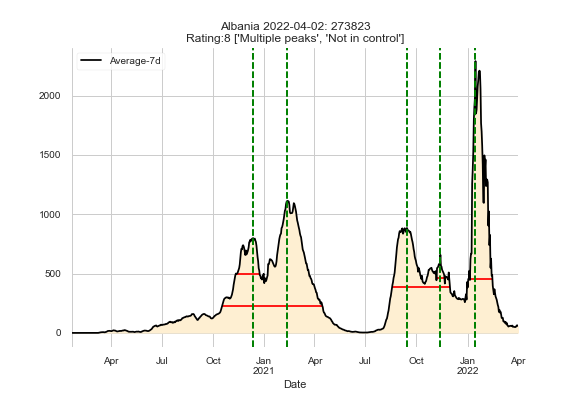 Albania 2022-04-02: 273823
Rating:8 ['Multiple peaks', 'Not in control']
Average-7d
2000
1500
1000
500
0
Apr Jul Oct Jan Apr Jul Oct Jan Apr
2021 2022
Date